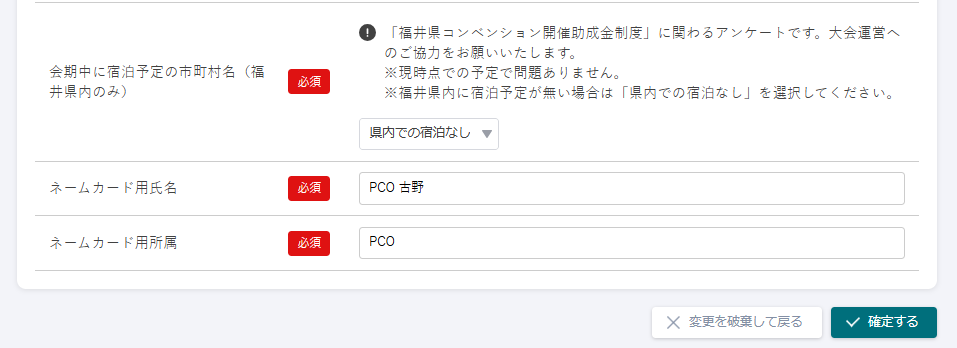 「福井県コンベンション開催助成金制度」に関わるアンケートです。大会運営へ
のご協力をお願いいたします。
※現時点での予定で問題ありません。
※福井県内に宿泊予定が無い場合は「県内での宿泊なし」を選択してください。
会期中に宿泊予定の市町村名（福
井県内のみ）
必須
県内での宿泊なし
ネームカード用氏名
必須
PCO 古野
ネームカード用所属
必須
PCO
変更を破棄して戻る
確定する